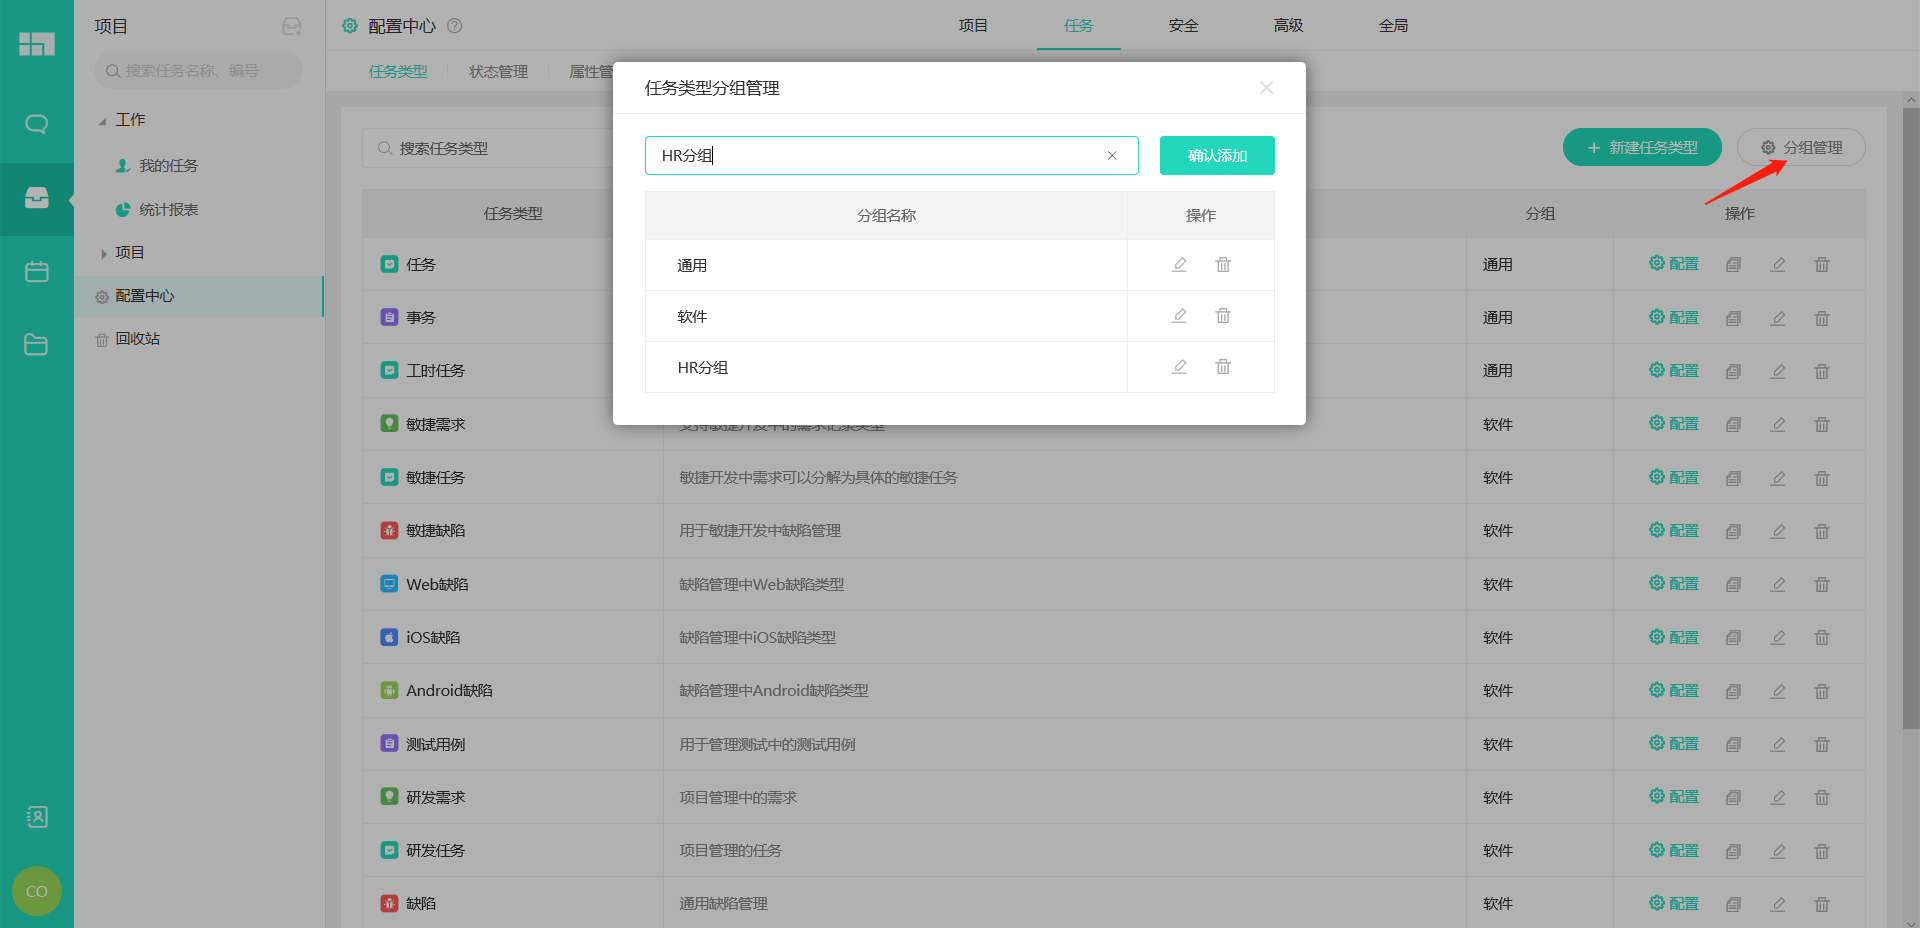 项目
搜索任务名称、编号
工作
我的任务
统计报表
项目
配置中心
回收站
CO
配置中心
项目
任务
安全
高级
全局
任务类型
状态管理
属性管
搜索任务类型
新建任务类型
分组管理
任务类型分组管理
HR分组
确认添加
分组名称
操作
通用
软件
HR分组
任务类型
分组
操作
任务
通用
配置
事务
通用
配置
工时任务
通用
配置
敏捷需求
支持敏捷开发中的需求记录类型
软件
配置
敏捷任务
敏捷开发中需求可以分解为具体的敏捷任务
软件
配置
敏捷缺陷
用于敏捷开发中缺陷管理
软件
配置
Web缺陷
缺陷管理中Web缺陷类型
软件
配置
iOS缺陷
缺陷管理中iOS缺陷类型
软件
配置
Android缺陷
缺陷管理中Android缺陷类型
软件
配置
测试用例
用于管理测试中的测试用例
软件
配置
研发需求
项目管理中的需求
软件
配置
研发任务
项目管理的任务
软件
配置
缺陷
通用缺陷管理
软件
配置